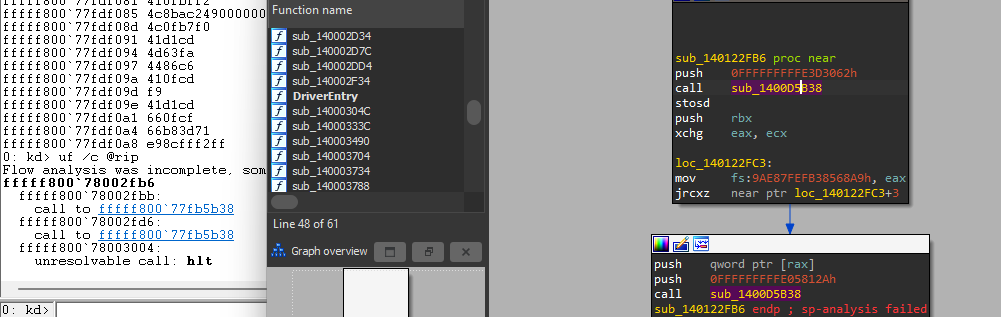 fffff800`77fdf081 410fbff2
fffff800`77fdf085 4c8bac249000000
fffff800`77fdf08d 4c0fb7f0
fffff800`77fdf091 41d1cd
fffff800`77fdf094 4d63fa
fffff800`77fdf097 4486c6
fffff800`77fdf09a 410fcd
fffff800`77fdf09d f9
fffff800`77fdf09e 41d1cd
fffff800`77fdf0a1 660fcf
fffff800`77fdf0a4 66b83d71
fffff800`77fdf0a8 e98cfff2ff
0: kd> uf /c @rip
Flow analysis was incomplete, som
fffff800`78002fb6
fffff800`78002fbb:
call to fffff800`77fb5b38
fffff800`78002fd6:
call to fffff800`77fb5b38
fffff800`78003004:
unresolvable call: hlt
0: kd>
Function name
f sub_140002D34
f sub_140002D7C
f sub_140002DD4
f sub_140002F34
f DriverEntry
f sub_14000304C
f sub_14000333C
f sub_140003490
f sub_140003704
f sub_140003734
f sub_140003788
Line 48 of 61
Graph overview
sub_140122FB6 proc near
push 0FFFFFFFFFE3D3062h
call sub_1400D5B38
stosd
push rbx
xchg eax, ecx
loc_140122FC3:
mov fs:9AE87FEFB38568A9h, eax
jrcxz near ptr loc_140122FC3+3
push qword ptr [rax]
push 0FFFFFFFFFE05812Ah
call sub_1400D5B38
sub_140122FB6 endp ; sp-analysis failed